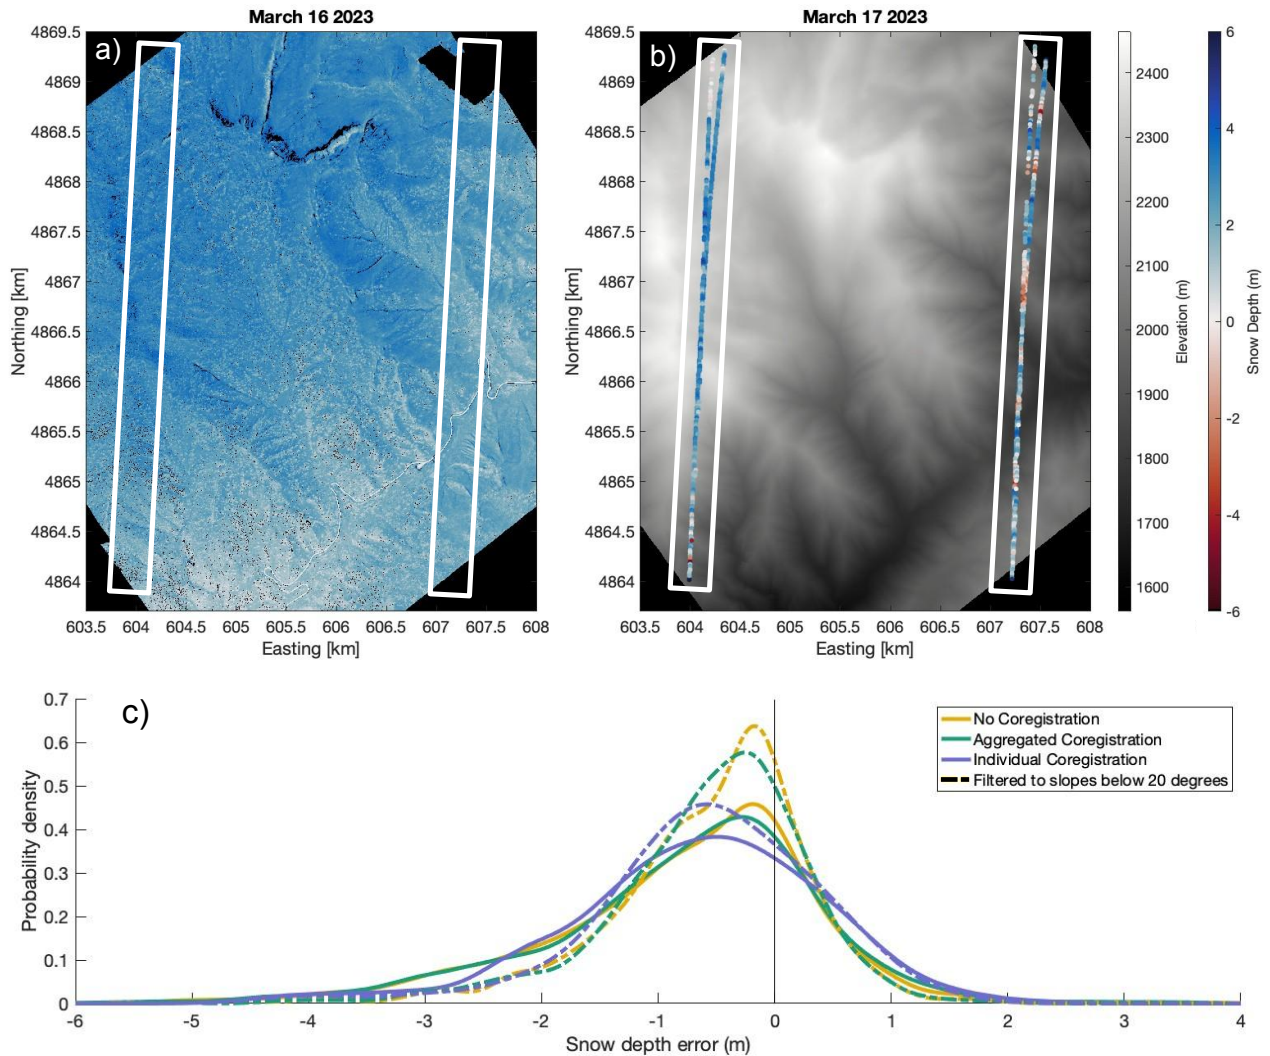 March 16 2023
a)
4869.5
4869
4868.5
4868
4867.5
4867
4866.5
4866
4865.5
4865
4864.5
4864
Northing [km]
603.5 604 604.5 605 605.5 606 606.5 607 607.5 608
Easting [km]
March 17 2023
b)
4869.5
4869
4868.5
4868
4867.5
4867
4866.5
4866
4865.5
4865
4864.5
4864
Northing [km]
603.5 604 604.5 605 605.5 606 606.5 607 607.5 608
Easting [km]
2400
2300
2200
2100
2000
1900
1800
1700
1600
Elevation (m)
6
4
2
0
-2
-4
-6
Snow Depth (m)
c)
0.7
0.6
0.5
0.4
0.3
0.2
0.1
0
Probability density
No Coregistration
Aggregated Coregistration
Individual Coregistration
Filtered to slopes below 20 degrees
-6 -5 -4 -3 -2 -1 0 1 2 3 4
Snow depth error (m)